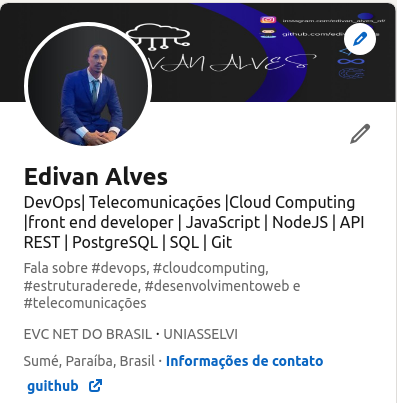 instagram.com/edivan_alves_off
github.com/edi
VAN ALVES
Edivan Alves
DevOps| Telecomunicações |Cloud Computing
|front end developer | JavaScript | NodeJS | API
REST | PostgreSQL | SQL | Git
Fala sobre #devops, #cloudcomputing,
#estruturaderede, #desenvolvimentoweb e
#telecomunicações
EVC NET DO BRASIL · UNIASSELVI
Sumé, Paraíba, Brasil · Informações de contato
guithub